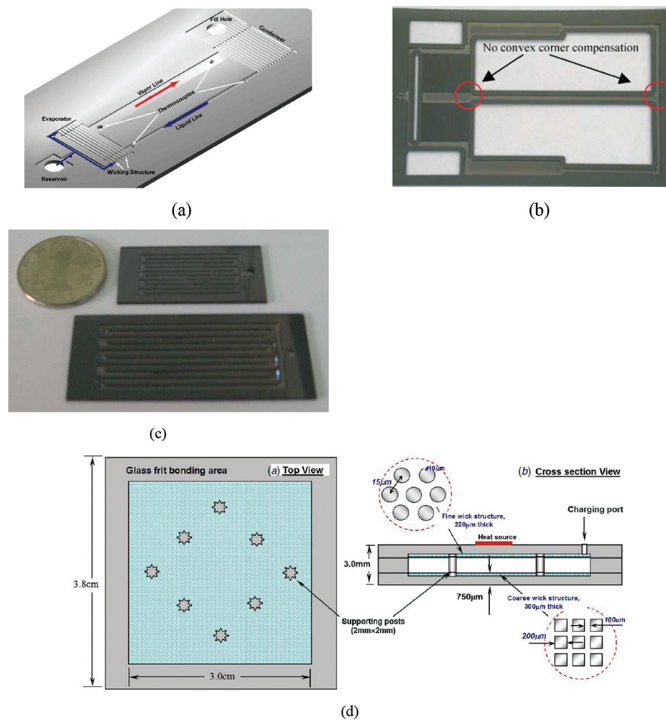 Fill Hole
Condenser
Vapor Line
Thermocouples
Evaporator
Liquid Line
Wicking Structure
Reservoir
(a)
No convex corner compensation
(b)
(c)
Glass frit bonding area
(a) Top View
3.8cm
3.0cm
Supporting posts
(2mm×2mm)
(b) Cross section View
15μm
Fine wick structure,
220μm thick
Heat source
Charging port
3.0mm
750μm
Coarse wick structure,
300μm thick
100μm
200μm
(d)